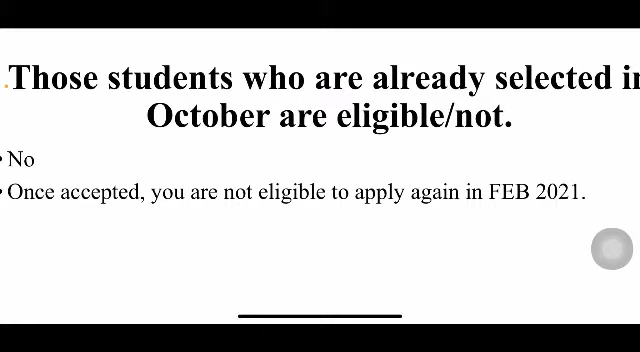 .Those students who are already selected in
October are eligible/not.
• No
• Once accepted, you are not eligible to apply again in FEB 2021.